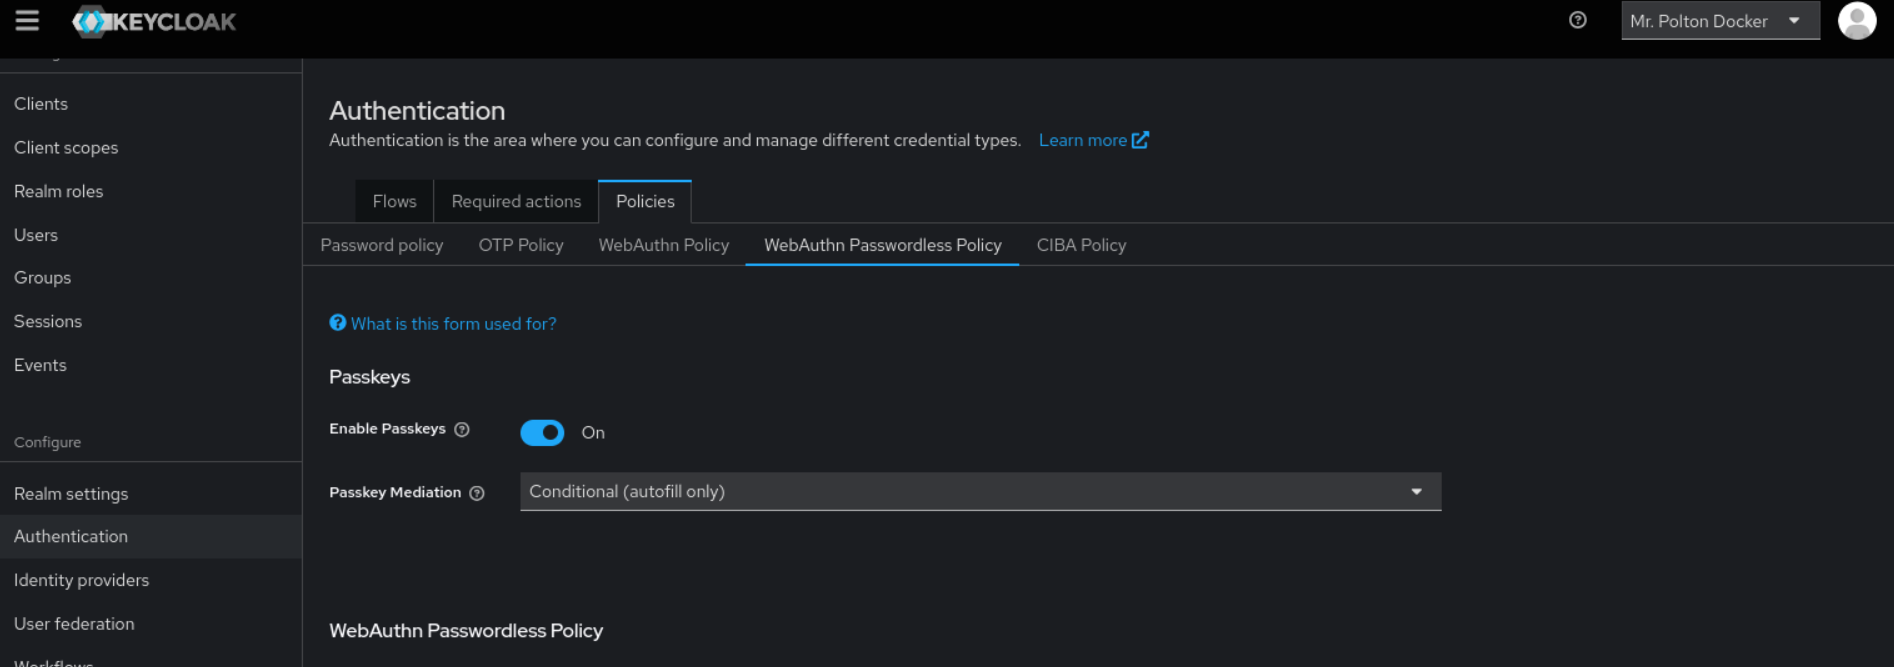 KEYCLOAK
Mr. Polton Docker
Clients
Client scopes
Realm roles
Users
Groups
Sessions
Events
Configure
Realm settings
Authentication
Identity providers
User federation
Workflows
Authentication
Authentication is the area where you can configure and manage different credential types. Learn more
Flows Required actions Policies
Password policy OTP Policy WebAuthn Policy WebAuthn Passwordless Policy CIBA Policy
What is this form used for?
Passkeys
Enable Passkeys On
Passkey Mediation Conditional (autofill only)
WebAuthn Passwordless Policy